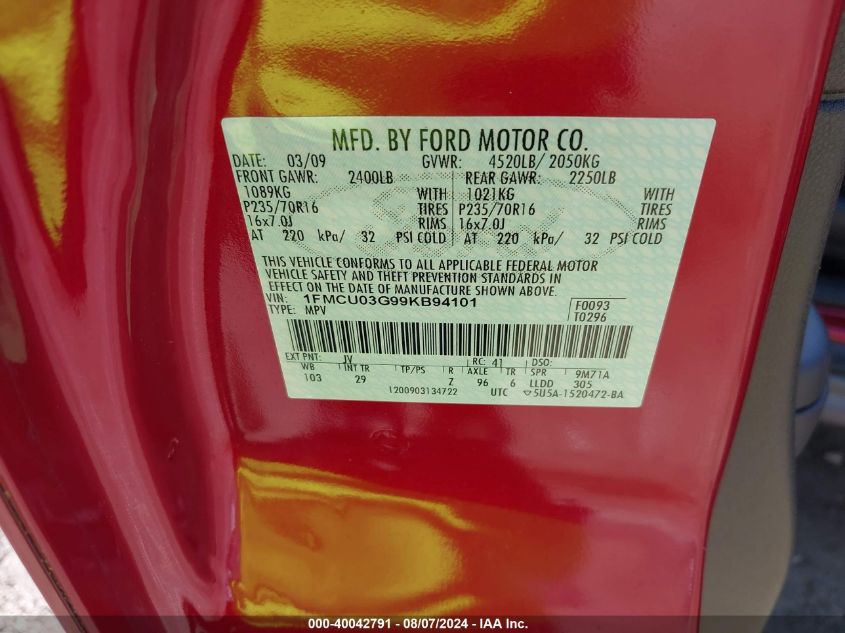 MFD. BY FORD MOTOR CO.
DATE: 03/09 GVWR: 4520LB/ 2050KG
FRONT GAWR: 2400LB REAR GAWR: 2250LB
1089KG WITH 1021KG WITH
P235/70R16 TIRES P235/70R16 TIRES
16x7.0J RIMS 16x7.0J RIMS
AT 220 kPa/ 32 PSI COLD AT 220 kPa/ 32 PSI COLD
THIS VEHICLE CONFORMS TO ALL APPLICABLE FEDERAL MOTOR
VEHICLE SAFETY AND THEFT PREVENTION STANDARDS IN
EFFECT ON THE DATE OF MANUFACTURE SHOWN ABOVE.
VIN: 1FMCU03G99KB94101 F0093
TYPE: MPV T0296
EXT PNT: JV RC: 41 DSO:
WB INT TR TP/PS R AXLE TR SPR 9M71A
103 29 Z 96 6 LLDD 305
1200903134722 UTC ▽5U5A-1520472-BA
000-40042791 - 08/07/2024 - IAA Inc.